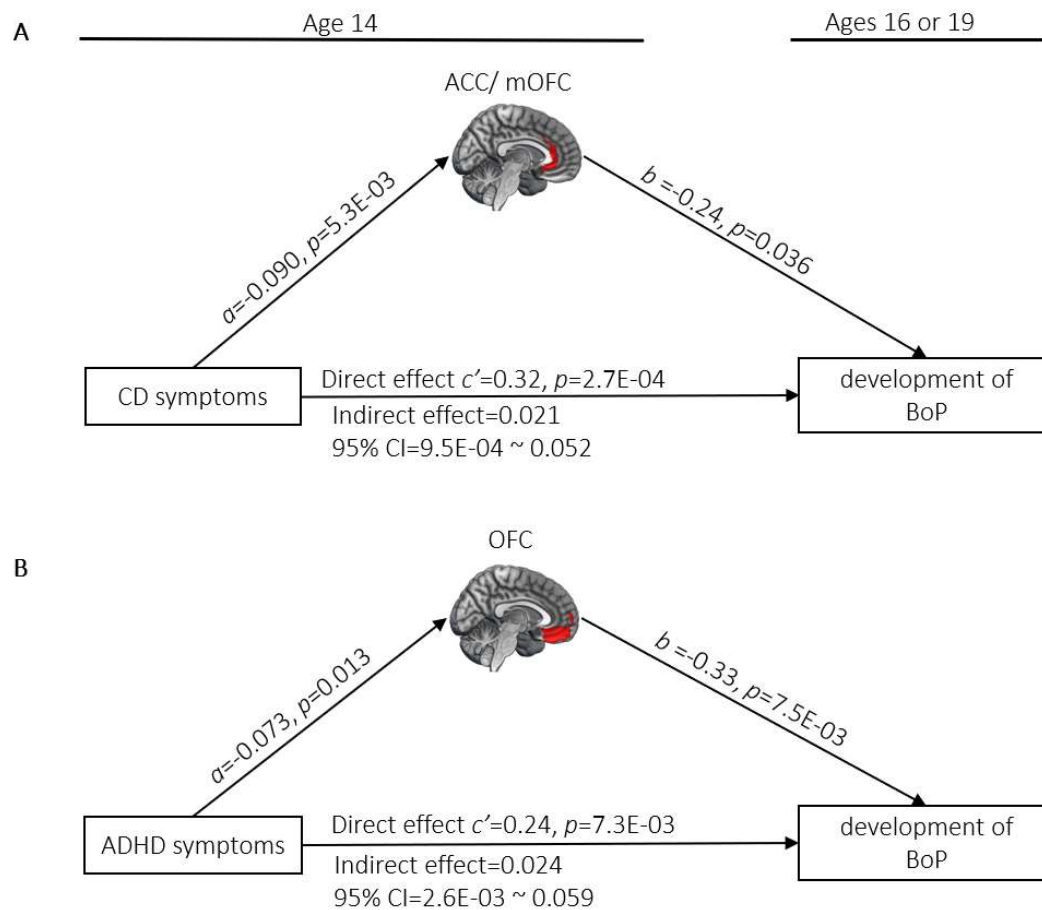 A
Age 14
Ages 16 or 19
ACC/ mOFC
a=-0.090, p=5.3E-03
b =-0.24, p=0.036
CD symptoms
Direct effect c’=0.32, p=2.7E-04
Indirect effect=0.021
95% CI=9.5E-04 ~ 0.052
development of
BoP
B
OFC
a=-0.073, p=0.013
b =-0.33, p=7.5E-03
ADHD symptoms
Direct effect c’=0.24, p=7.3E-03
Indirect effect=0.024
95% CI=2.6E-03 ~ 0.059
development of
BoP